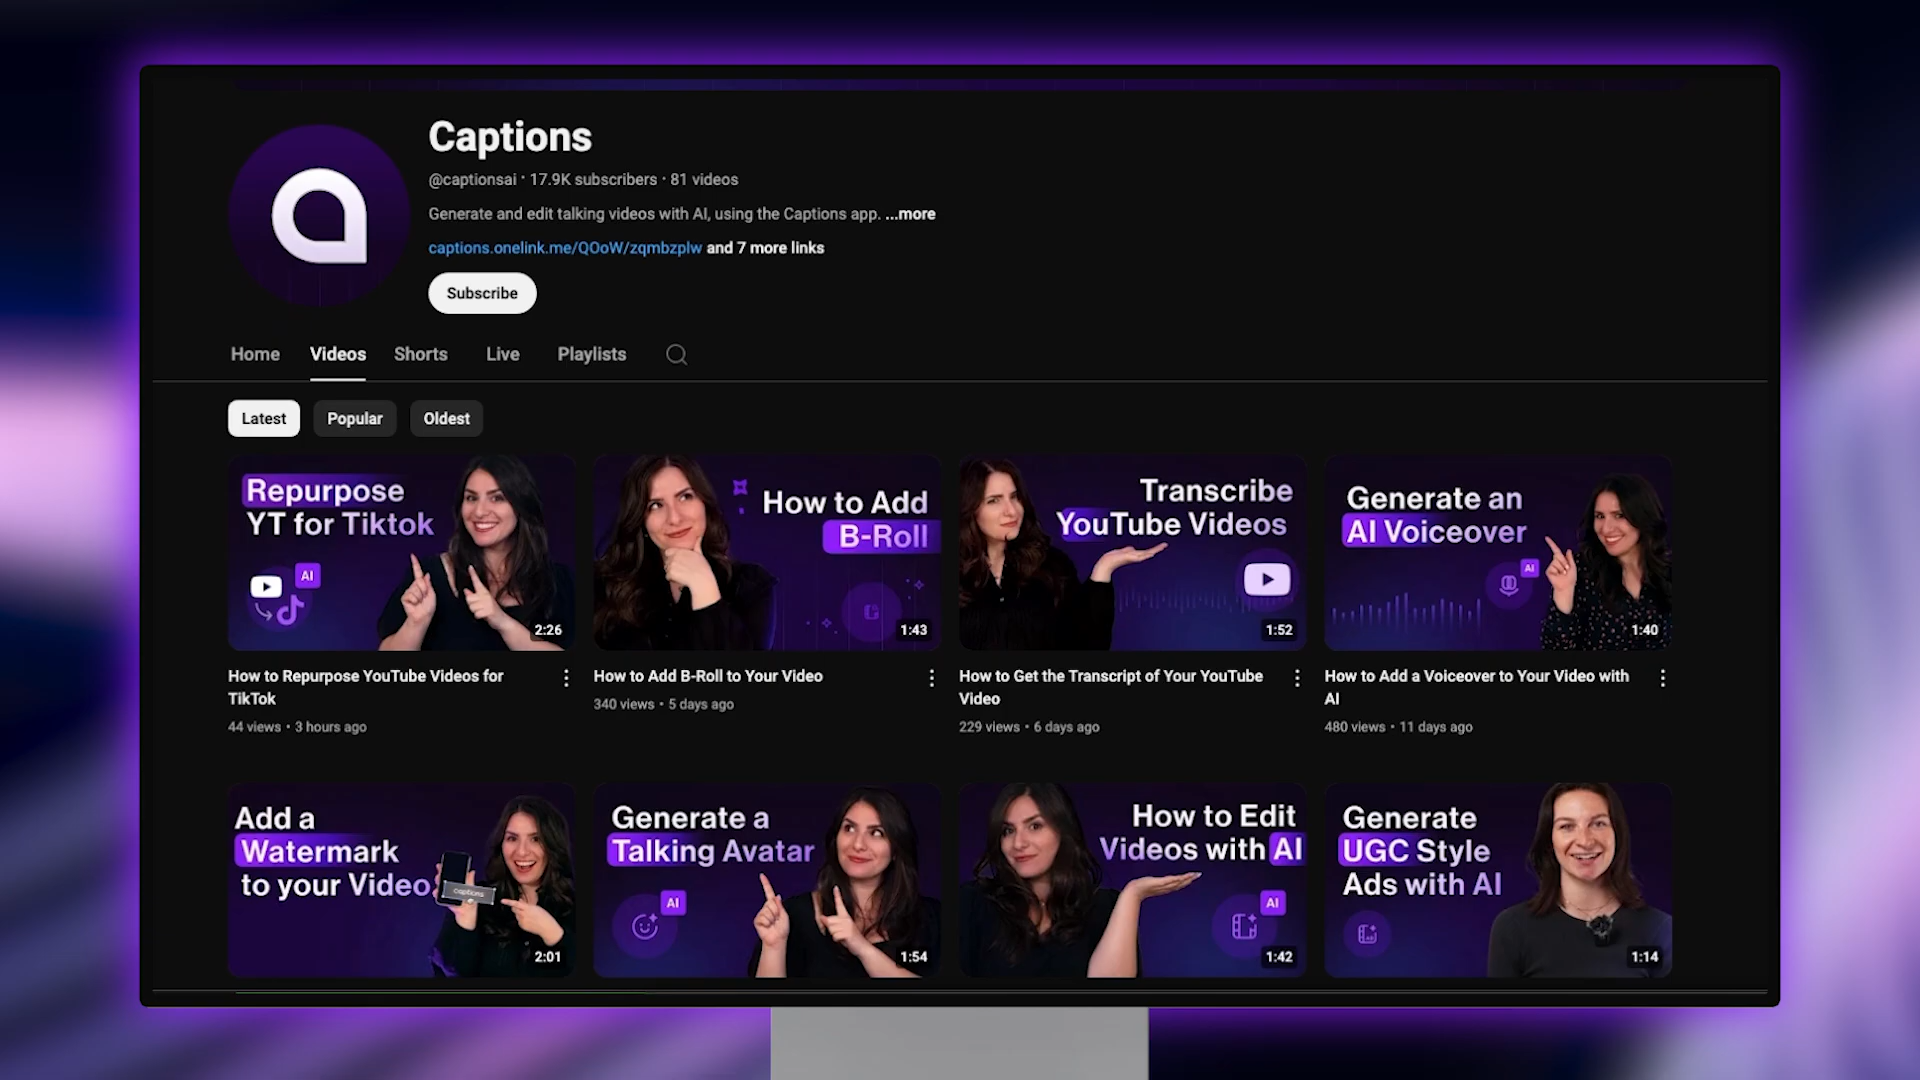 Captions
@captionsai · 17.9K subscribers · 81 videos
Generate and edit talking videos with AI, using the Captions app. ...more
captions.onelink.me/QOoW/zqmbzplw and 7 more links
Subscribe
Home Videos Shorts Live Playlists
Latest Popular Oldest
Repurpose
YT for Tiktok
AI
2:26
How to Add
B-Roll
1:43
Transcribe
YouTube Videos
1:52
Generate an
AI Voiceover
AI
1:40
How to Repurpose YouTube Videos for
TikTok
44 views · 3 hours ago
How to Add B-Roll to Your Video
340 views · 5 days ago
How to Get the Transcript of Your YouTube
Video
229 views · 6 days ago
How to Add a Voiceover to Your Video with
AI
480 views · 11 days ago
Add a
Watermark
to your Video
captions
2:01
Generate a
Talking Avatar
AI
1:54
How to Edit
Videos with AI
AI
1:42
Generate
UGC Style
Ads with AI
1:14